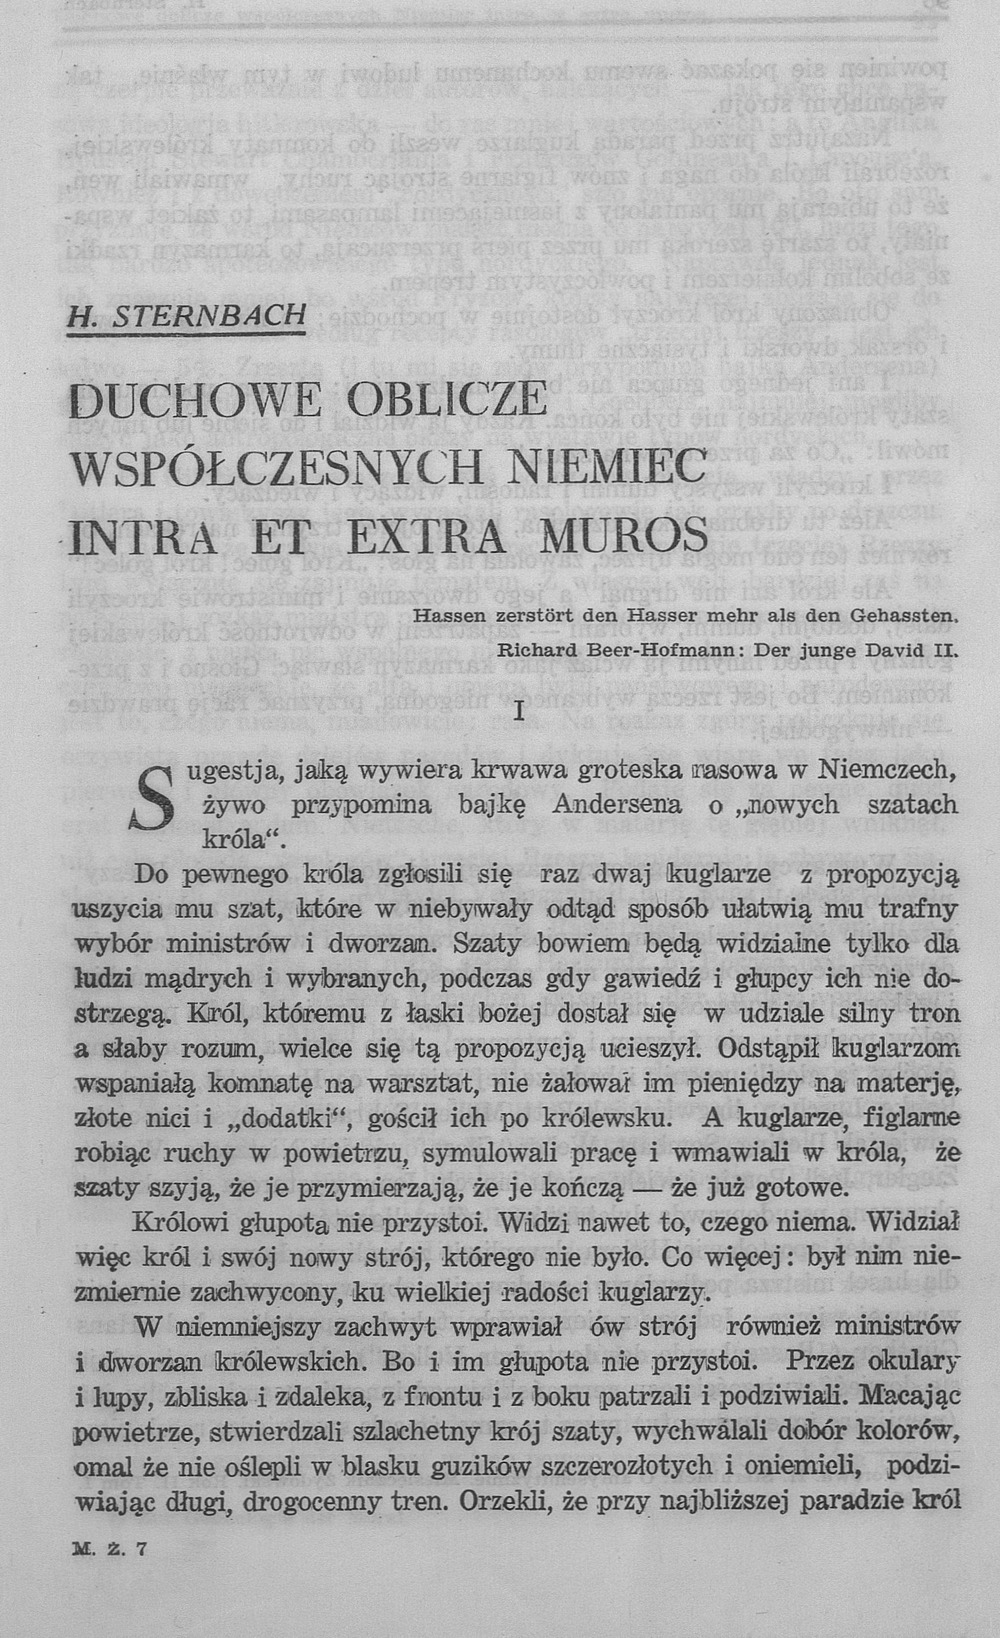 H. STERNBACH
DUCHOWE OBLICZE
WSPÓŁCZESNYCH NIEMIEC
INTRA ET EXTRA MUROS
Hassen zerstört den Hasser mehr als den Gehassten.
Richard Beer-Hofmann: Der junge David II.
I
Sugestja, jaką wywiera krwawa groteska rasowa w Niemczech,
żywo przypomina bajkę Andersena o „nowych szatach
króla“.
Do pewnego króla zgłosili się raz dwaj kuglarze z propozycją
uszycia mu szat, które w niebywały odtąd sposób ułatwią mu trafny
wybór ministrów i dworzan. Szaty bowiem będą widzialne tylko dla
ludzi mądrych i wybranych, podczas gdy gawiedź i głupcy ich nie do-
strzegą. Król, któremu z łaski bożej dostał się w udziale silny tron
a słaby rozum, wielce się tą propozycją ucieszył. Odstąpił kuglarzom
wspaniałą komnatę na warsztat, nie żałował im pieniędzy na materję,
złote nici i „dodatki“, gościł ich po królewsku. A kuglarze, figlarne
robiąc ruchy w powietrzu, symulowali pracę i wmawiali w króla, że
szaty szyją, że je przymierzają, że je kończą — że już gotowe.
Królowi głupota nie przystoi. Widzi nawet to, czego niema. Widział
więc król i swój nowy strój, którego nie było. Co więcej: był nim nie-
zmiernie zachwycony, ku wielkiej radości kuglarzy.
W niemniejszy zachwyt wprawiał ów strój również ministrów
i dworzan królewskich. Bo i im głupota nie przystoi. Przez okulary
i lupy, zbliska i zdaleka, z frontu i z boku patrzali i podziwiali. Macając
powietrze, stwierdzali szlachetny krój szaty, wychwalali dobór kolorów,
omal że nie oślepli w blasku guzików szczerozłotych i oniemieli, podzi-
wiając długi, drogocenny tren. Orzekli, że przy najbliższej paradzie król
M. Ż. 7